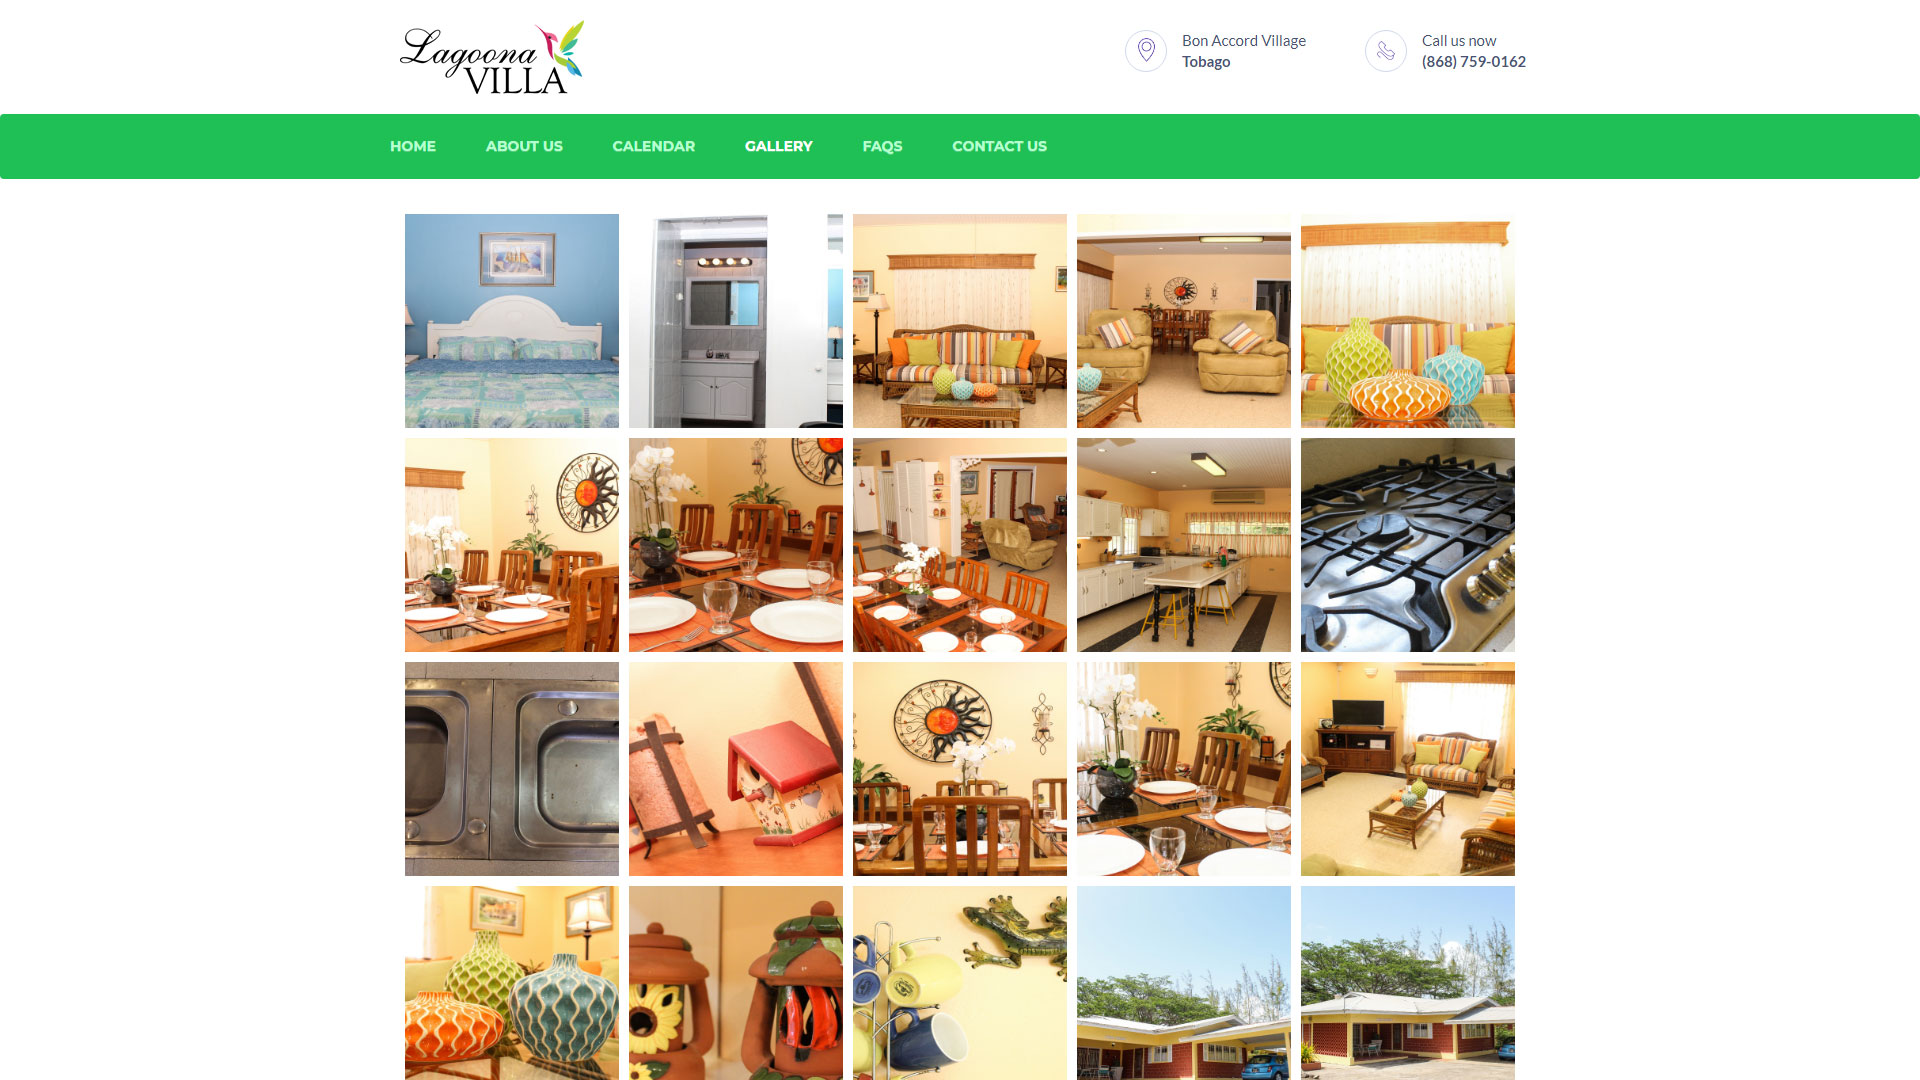 Lagoona
VILLA
Bon Accord Village
Tobago
Call us now
(868) 759-0162
HOME
ABOUT US
CALENDAR
GALLERY
FAQS
CONTACT US